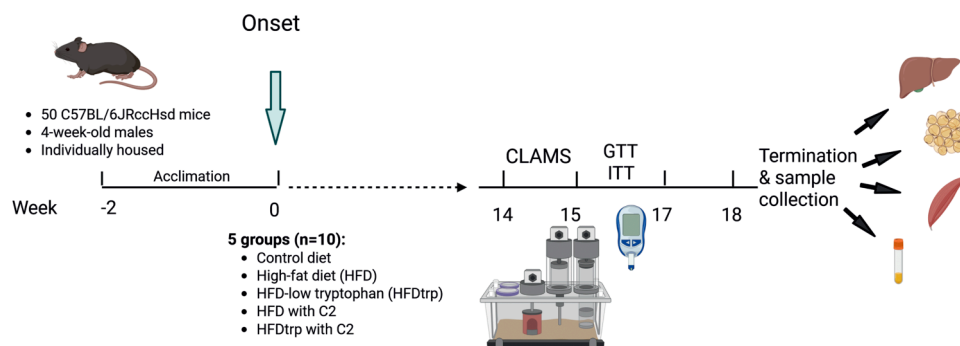 Onset
• 50 C57BL/6JRccHsd mice
• 4-week-old males
• Individually housed
Acclimation
CLAMS
GTT
ITT
Termination
& sample
collection
Week
-2
0
14
15
17
18
5 groups (n=10):
• Control diet
• High-fat diet (HFD)
• HFD-low tryptophan (HFDtrp)
• HFD with C2
• HFDtrp with C2